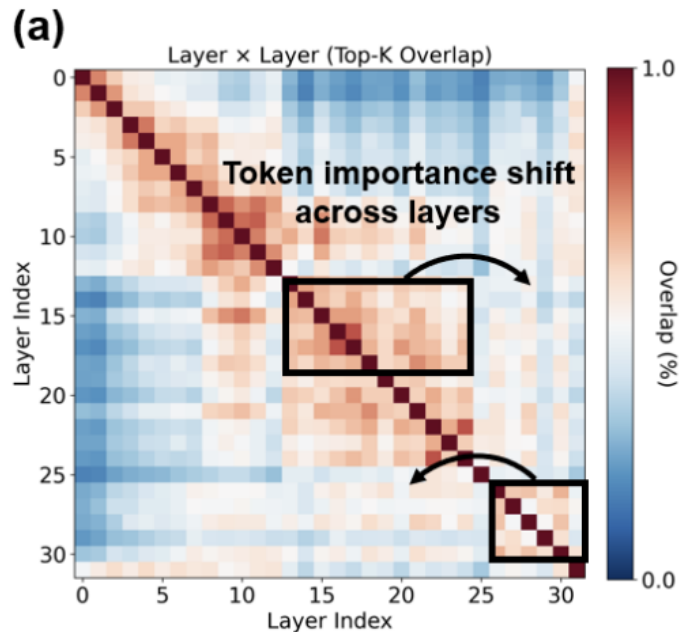 (a)
Layer × Layer (Top-K Overlap)
0
5
10
15
20
25
30
Layer Index
Token importance shift
across layers
0
5
10
15
20
25
30
Layer Index
1.0
0.0
Overlap (%)